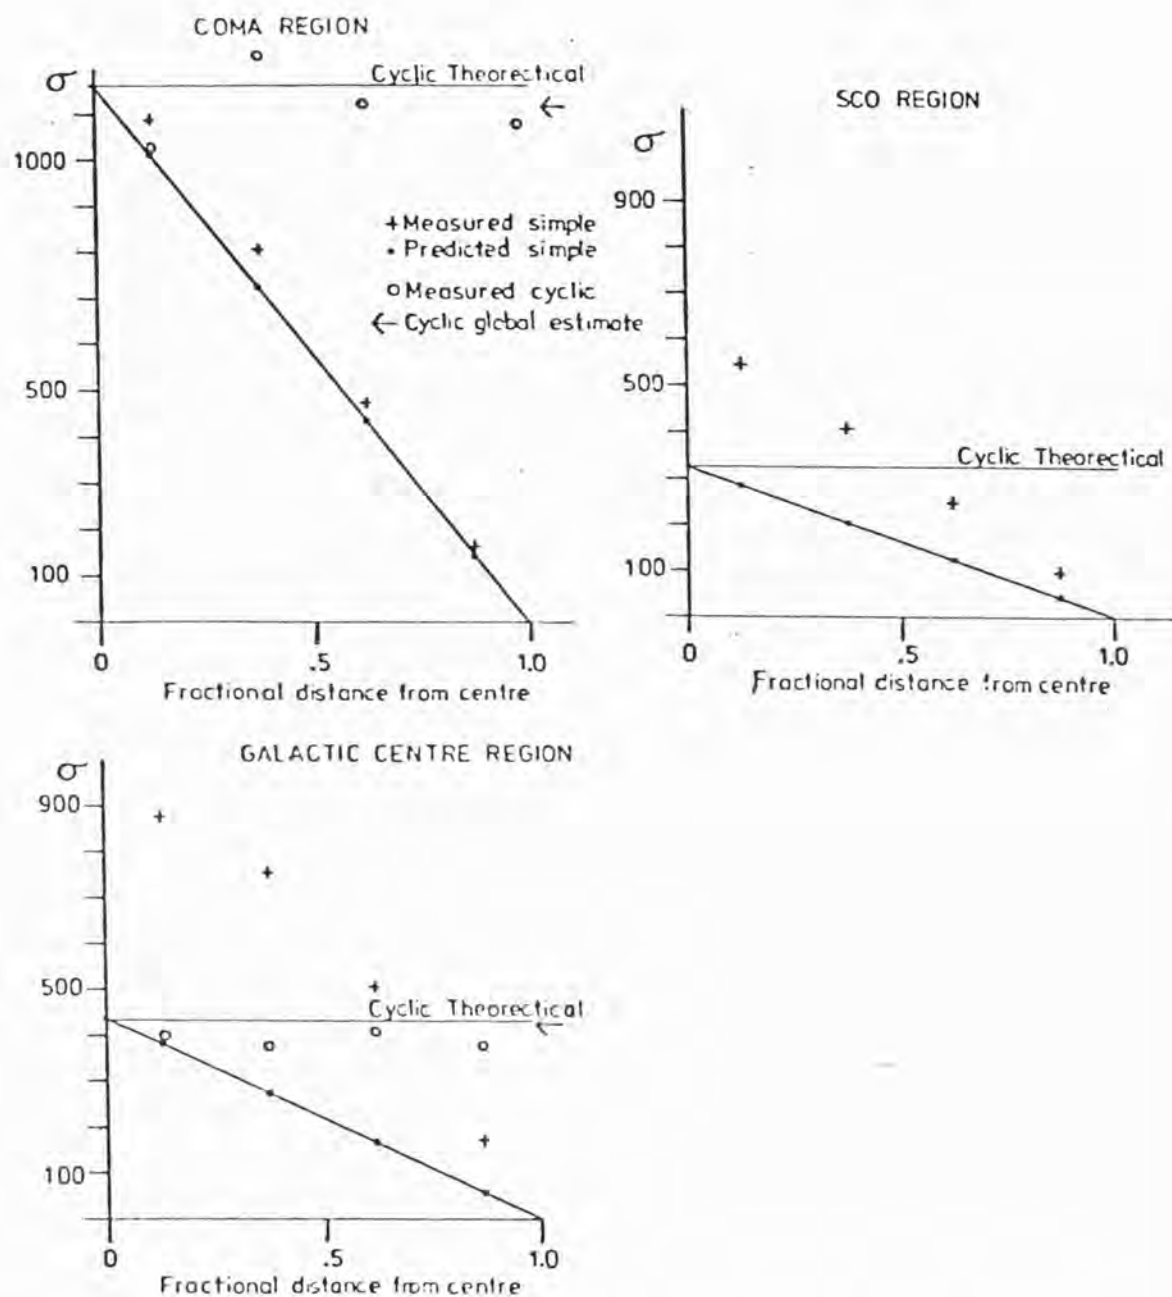 COMA REGION
σ
Cyclic Theorectical
←
1000
+ Measured simple
• Predicted simple
o Measured cyclic
← Cyclic global estimate
500
100
0
.5
1.0
Fractional distance from centre
SCO REGION
σ
900
500
Cyclic Theorectical
100
0
.5
1.0
Fractional distance from centre
GALACTIC CENTRE REGION
σ
900
500
Cyclic Theorectical
←
100
0
.5
1.0
Fractional distance from centre